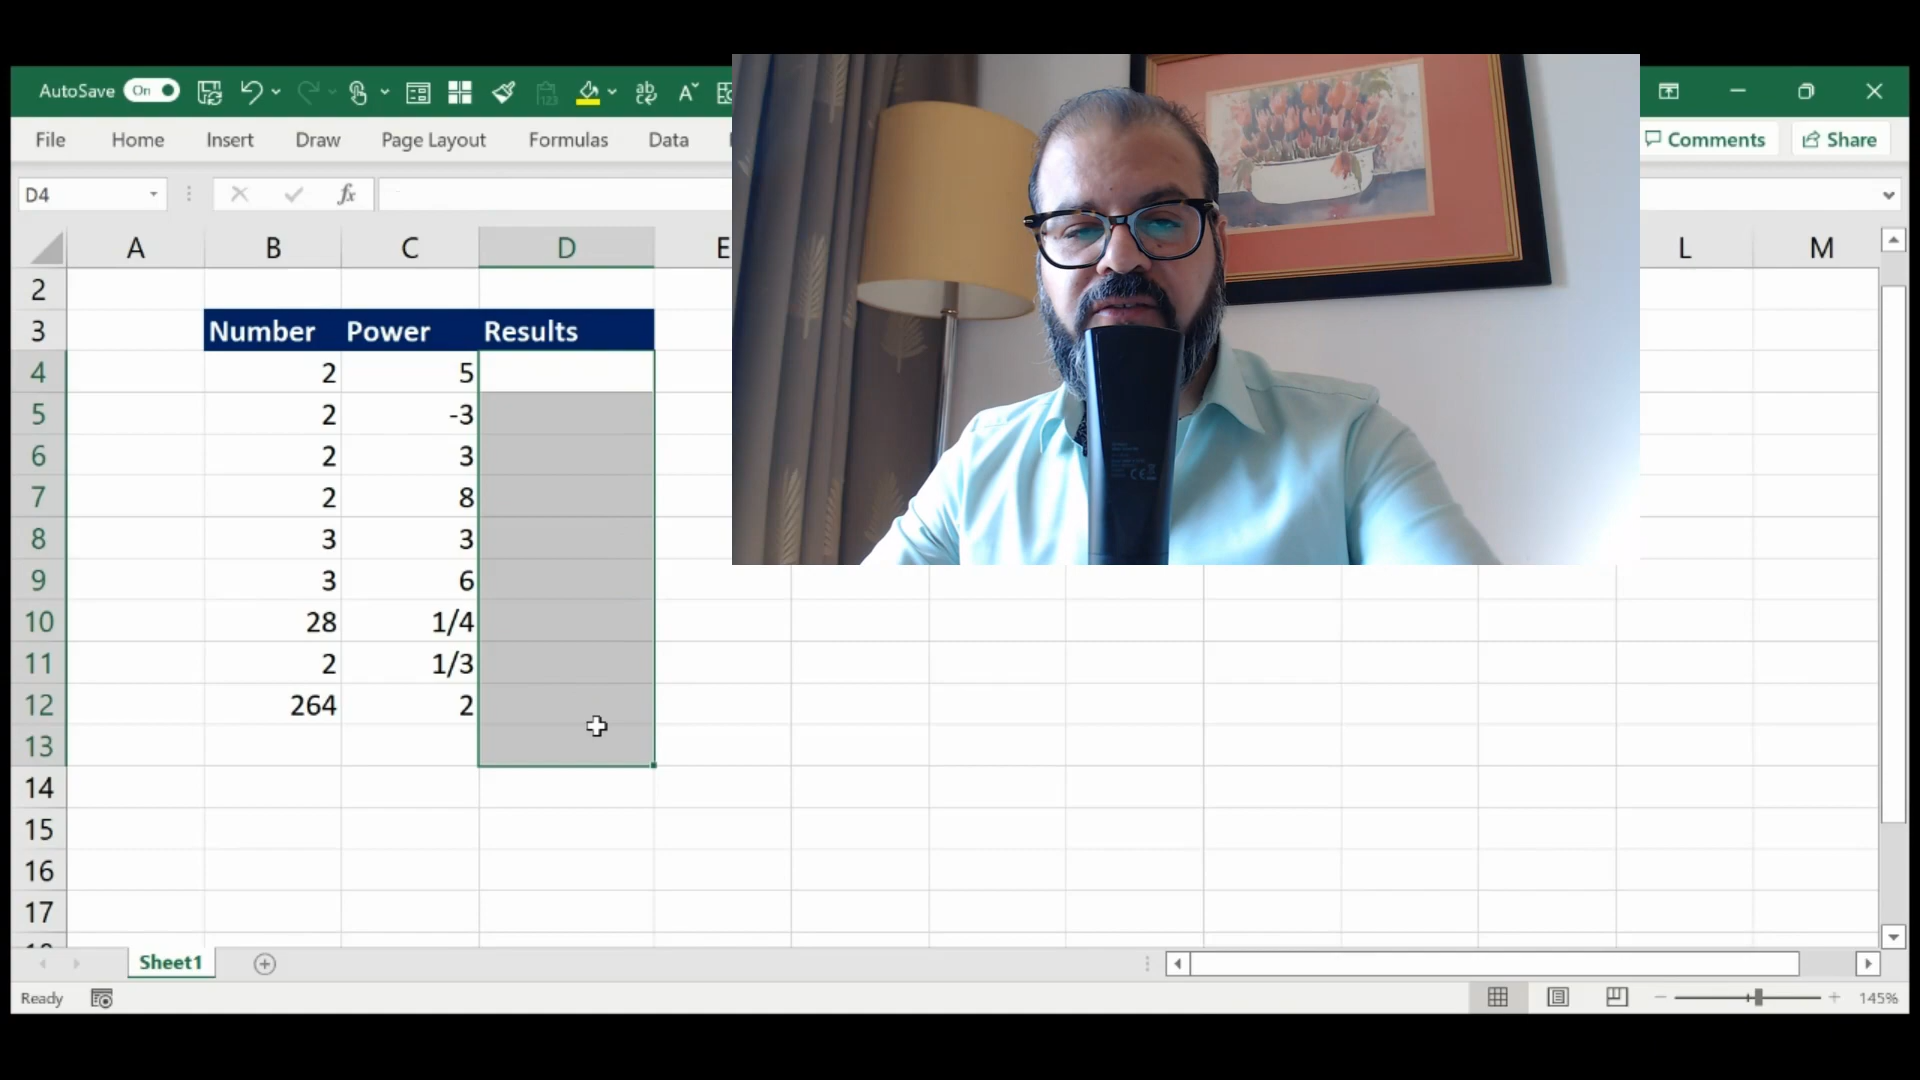 AutoSave On
File Home Insert Draw Page Layout Formulas Data Comments Share
D4 fx
A B C D E L M
2
3 Number Power Results
4 2 5
5 2 -3
6 2 3
7 2 8
8 3 3
9 3 6
10 28 1/4
11 2 1/3
12 264 2
13
14
15
16
17
Sheet1
Ready 145%